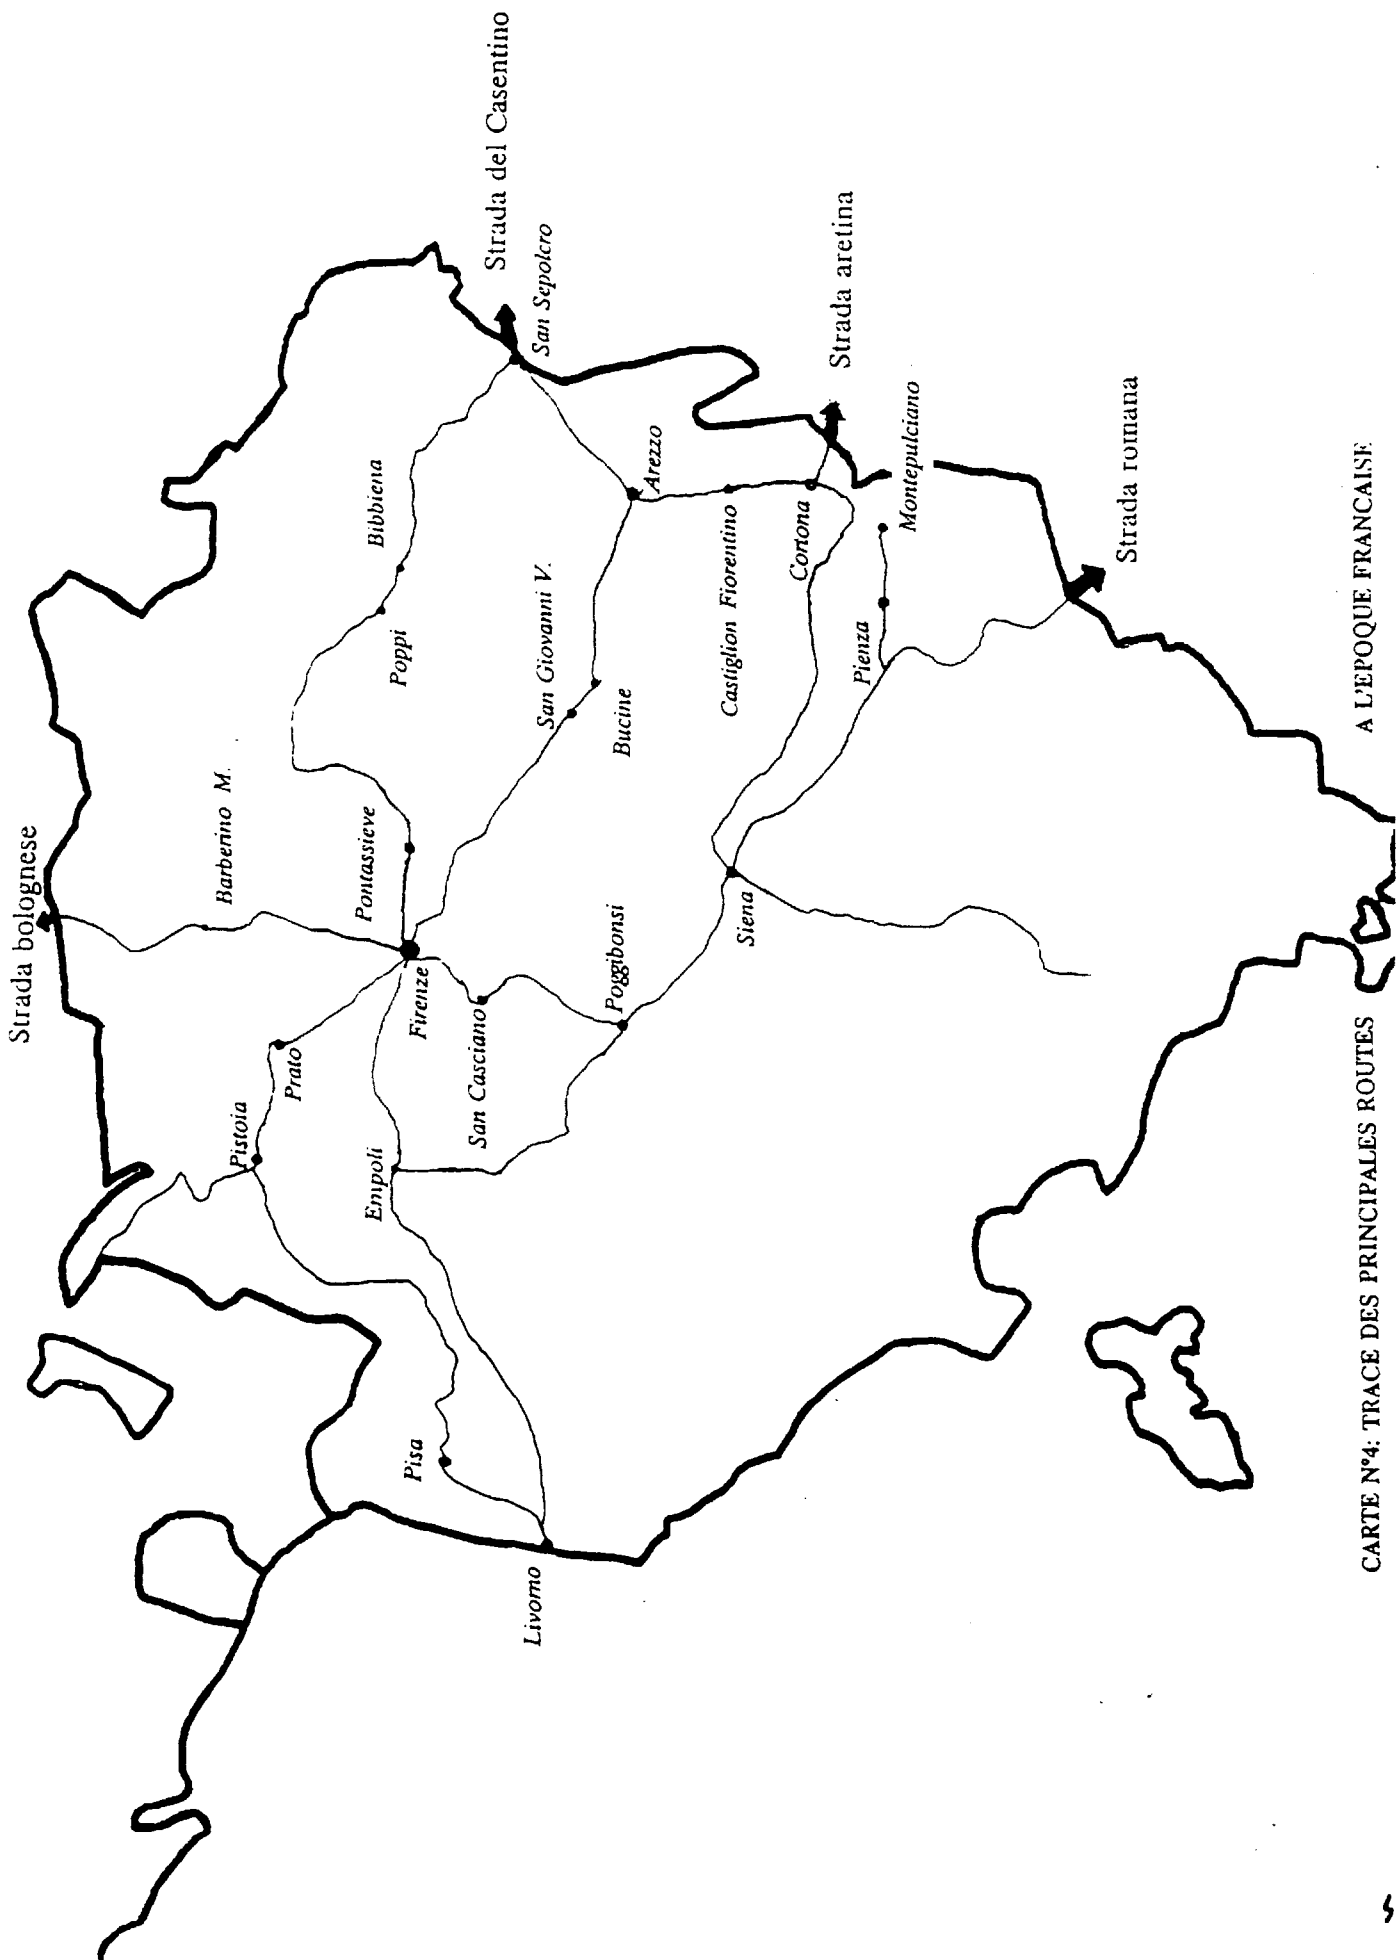 Strada bolognese
Barberino M.
Strada del Casentino
San Sepolcro
Pistoia
Prato
Pontassieve
Poppi
Bibbiena
Firenze
Empoli
San Casciano
San Giovanni V.
Bucine
Arezzo
Pisa
Livorno
Poggibonsi
Castiglion Fiorentino
Cortona
Strada aretina
Siena
Pienza
Montepulciano
Strada romana
CARTE N°4: TRACE DES PRINCIPALES ROUTES A L'EPOQUE FRANCAISE